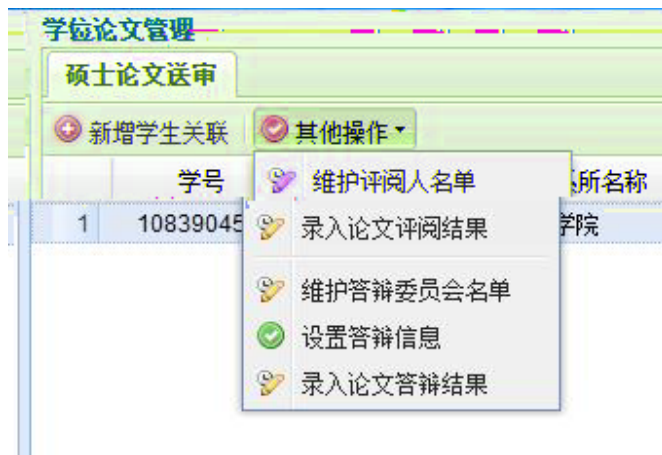 学位论文管理
硕士论文送审
新增学生关联 其他操作
学号 所名称
1 10839045 学院
维护评阅人名单
录入论文评阅结果
维护答辩委员会名单
设置答辩信息
录入论文答辩结果